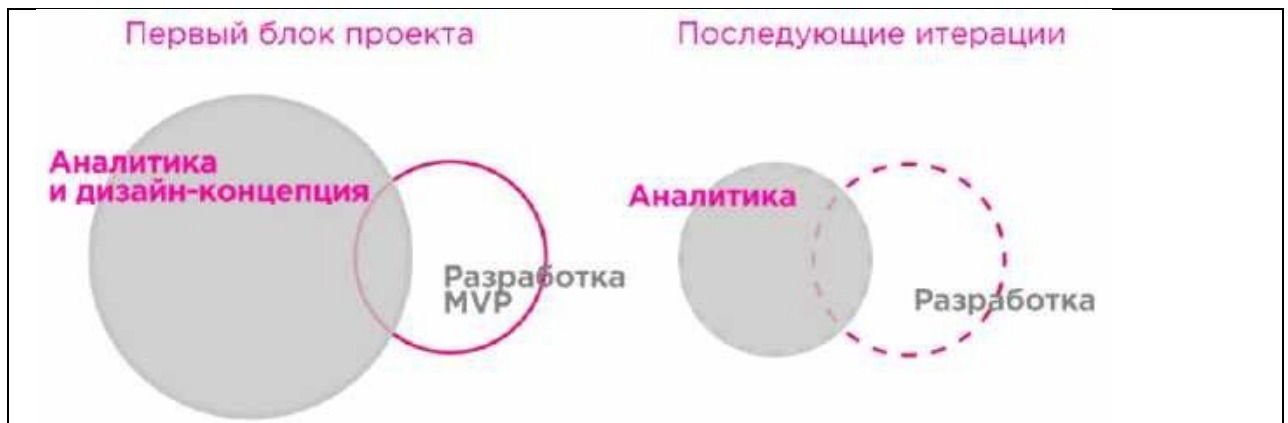 Первый блок проекта
Последующие итерации
Аналитика
и дизайн-концепция
Разработка
MVP
Аналитика
Разработка